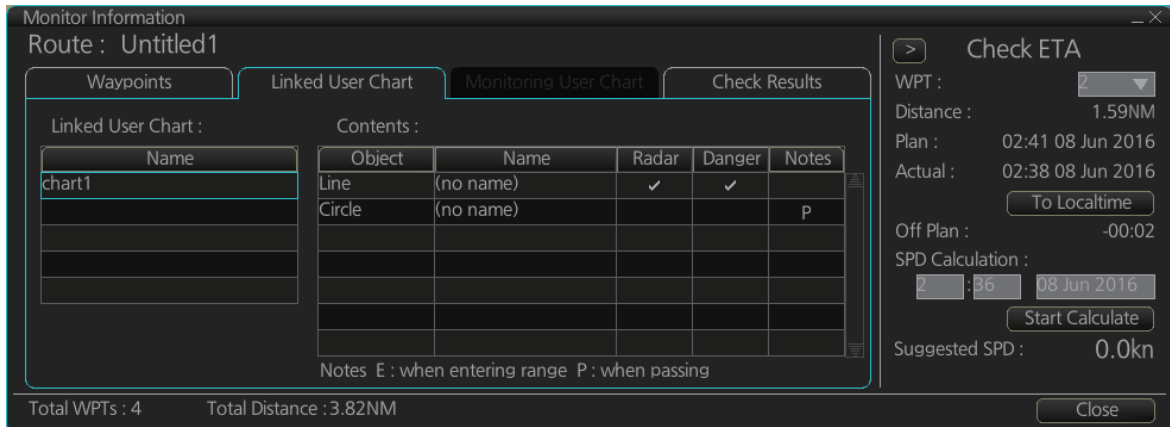 Monitor Information
Route : Untitled1
Waypoints Linked User Chart Monitoring User Chart Check Results
Linked User Chart : Contents :
Name Object Name Radar Danger Notes
chart1 Line (no name) ✓ ✓
Circle (no name) P
Notes E : when entering range P : when passing
Total WPTs : 4 Total Distance : 3.82NM
> Check ETA
WPT : 2
Distance : 1.59NM
Plan : 02:41 08 Jun 2016
Actual : 02:38 08 Jun 2016
To Localtime
Off Plan : -00:02
SPD Calculation :
2 : 36 08 Jun 2016
Start Calculate
Suggested SPD : 0.0kn
Close